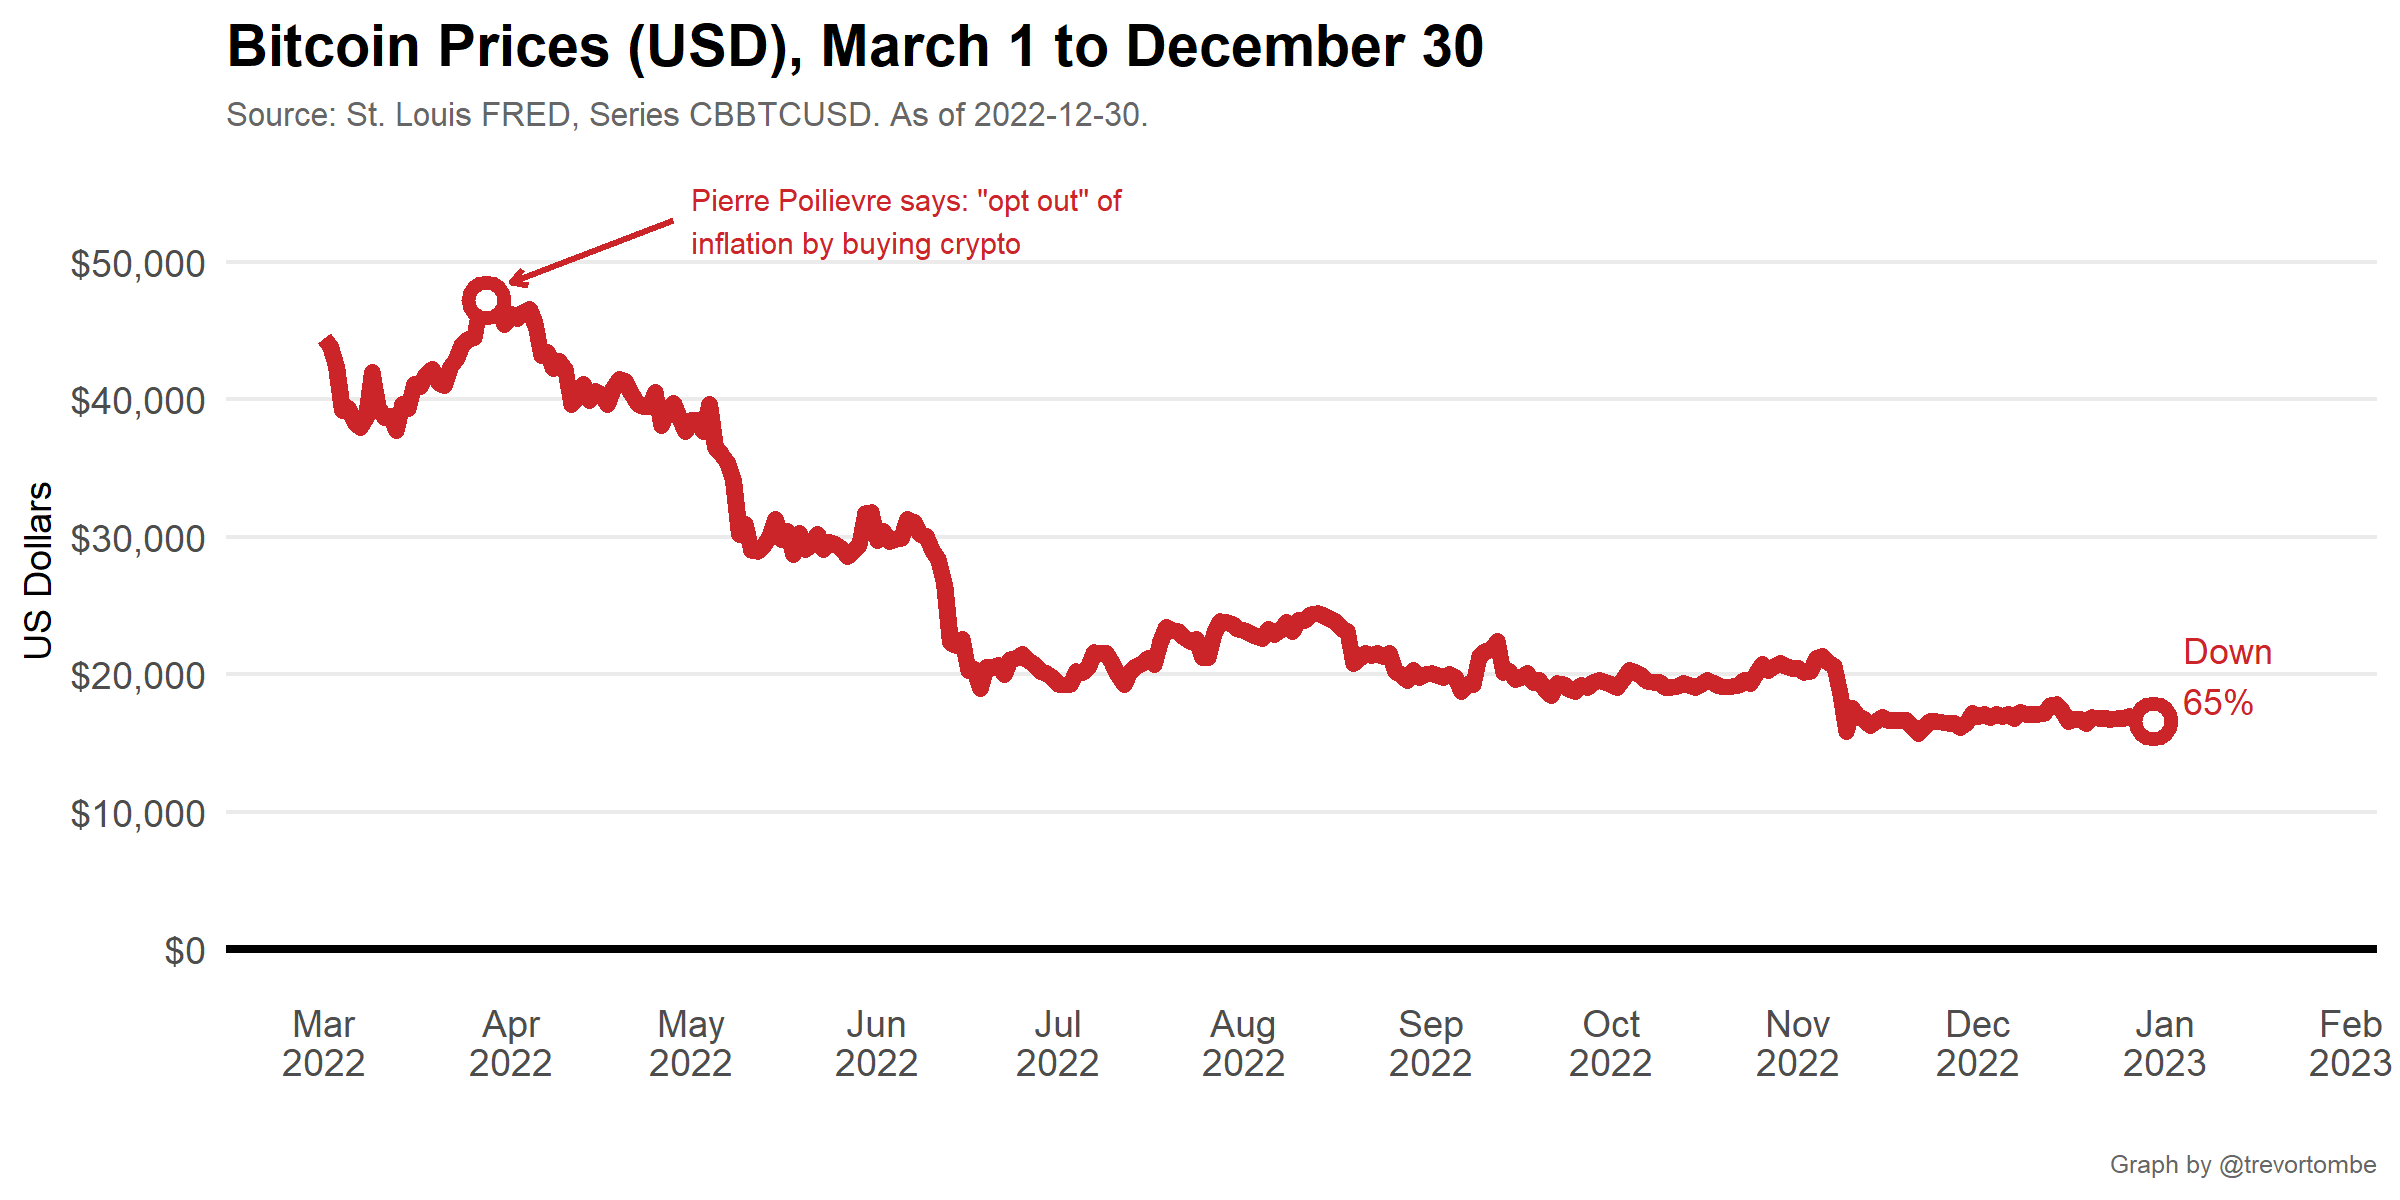 Bitcoin Prices (USD), March 1 to December 30
Source: St. Louis FRED, Series CBBTCUSD. As of 2022-12-30.
Pierre Poilievre says: "opt out" of
inflation by buying crypto
$50,000
$40,000
$30,000
$20,000
$10,000
$0
US Dollars
Down
65%
Mar Apr May Jun Jul Aug Sep Oct Nov Dec Jan Feb
2022 2022 2022 2022 2022 2022 2022 2022 2022 2022 2023 2023
Graph by @trevortombe